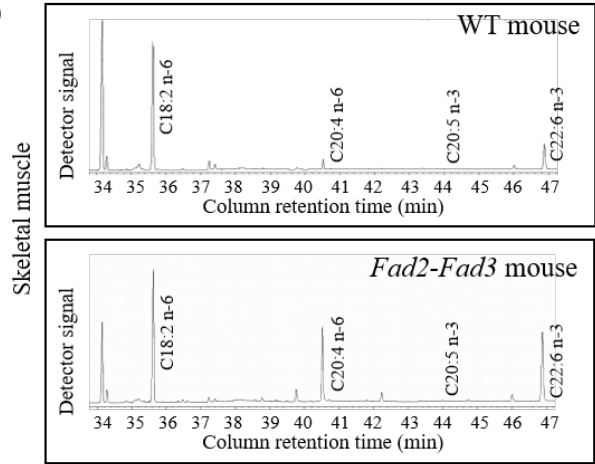 )
Skeletal muscle
WT mouse
Detector signal
C18:2 n-6
C20:4 n-6
C20:5 n-3
C22:6 n-3
34 35 36 37 38 39 40 41 42 43 44 45 46 47
Column retention time (min)
Fad2-Fad3 mouse
Detector signal
C18:2 n-6
C20:4 n-6
C20:5 n-3
C22:6 n-3
34 35 36 37 38 39 40 41 42 43 44 45 46 47
Column retention time (min)